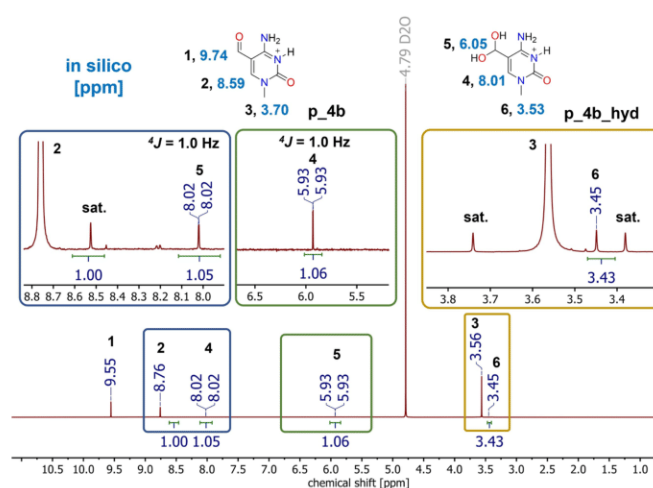 in silico
[ppm]
O
NH2
N
+
H
N
O
1, 9.74
2, 8.59
3, 3.70
p_4b
4.79 D2O
OH
HO
NH2
N
+
H
N
O
5, 6.05
4, 8.01
6, 3.53
p_4b_hyd
2
4J = 1.0 Hz
5
8.02
8.02
sat.
1.00
1.05
8.8 8.7 8.6 8.5 8.4 8.3 8.2 8.1 8.0
4J = 1.0 Hz
4
5.93
5.93
1.06
6.5 6.0 5.5
3
6
3.45
sat.
sat.
3.43
3.8 3.7 3.6 3.5 3.4
1
9.55
2
8.76
4
8.02
8.02
1.00 1.05
5
5.93
5.93
1.06
3
3.56
6
3.45
3.43
11.0 10.5 10.0 9.5 9.0 8.5 8.0 7.5 7.0 6.5 6.0 5.5 5.0 4.5 4.0 3.5 3.0 2.5 2.0 1.5 1.0 0.5
chemical shift [ppm]